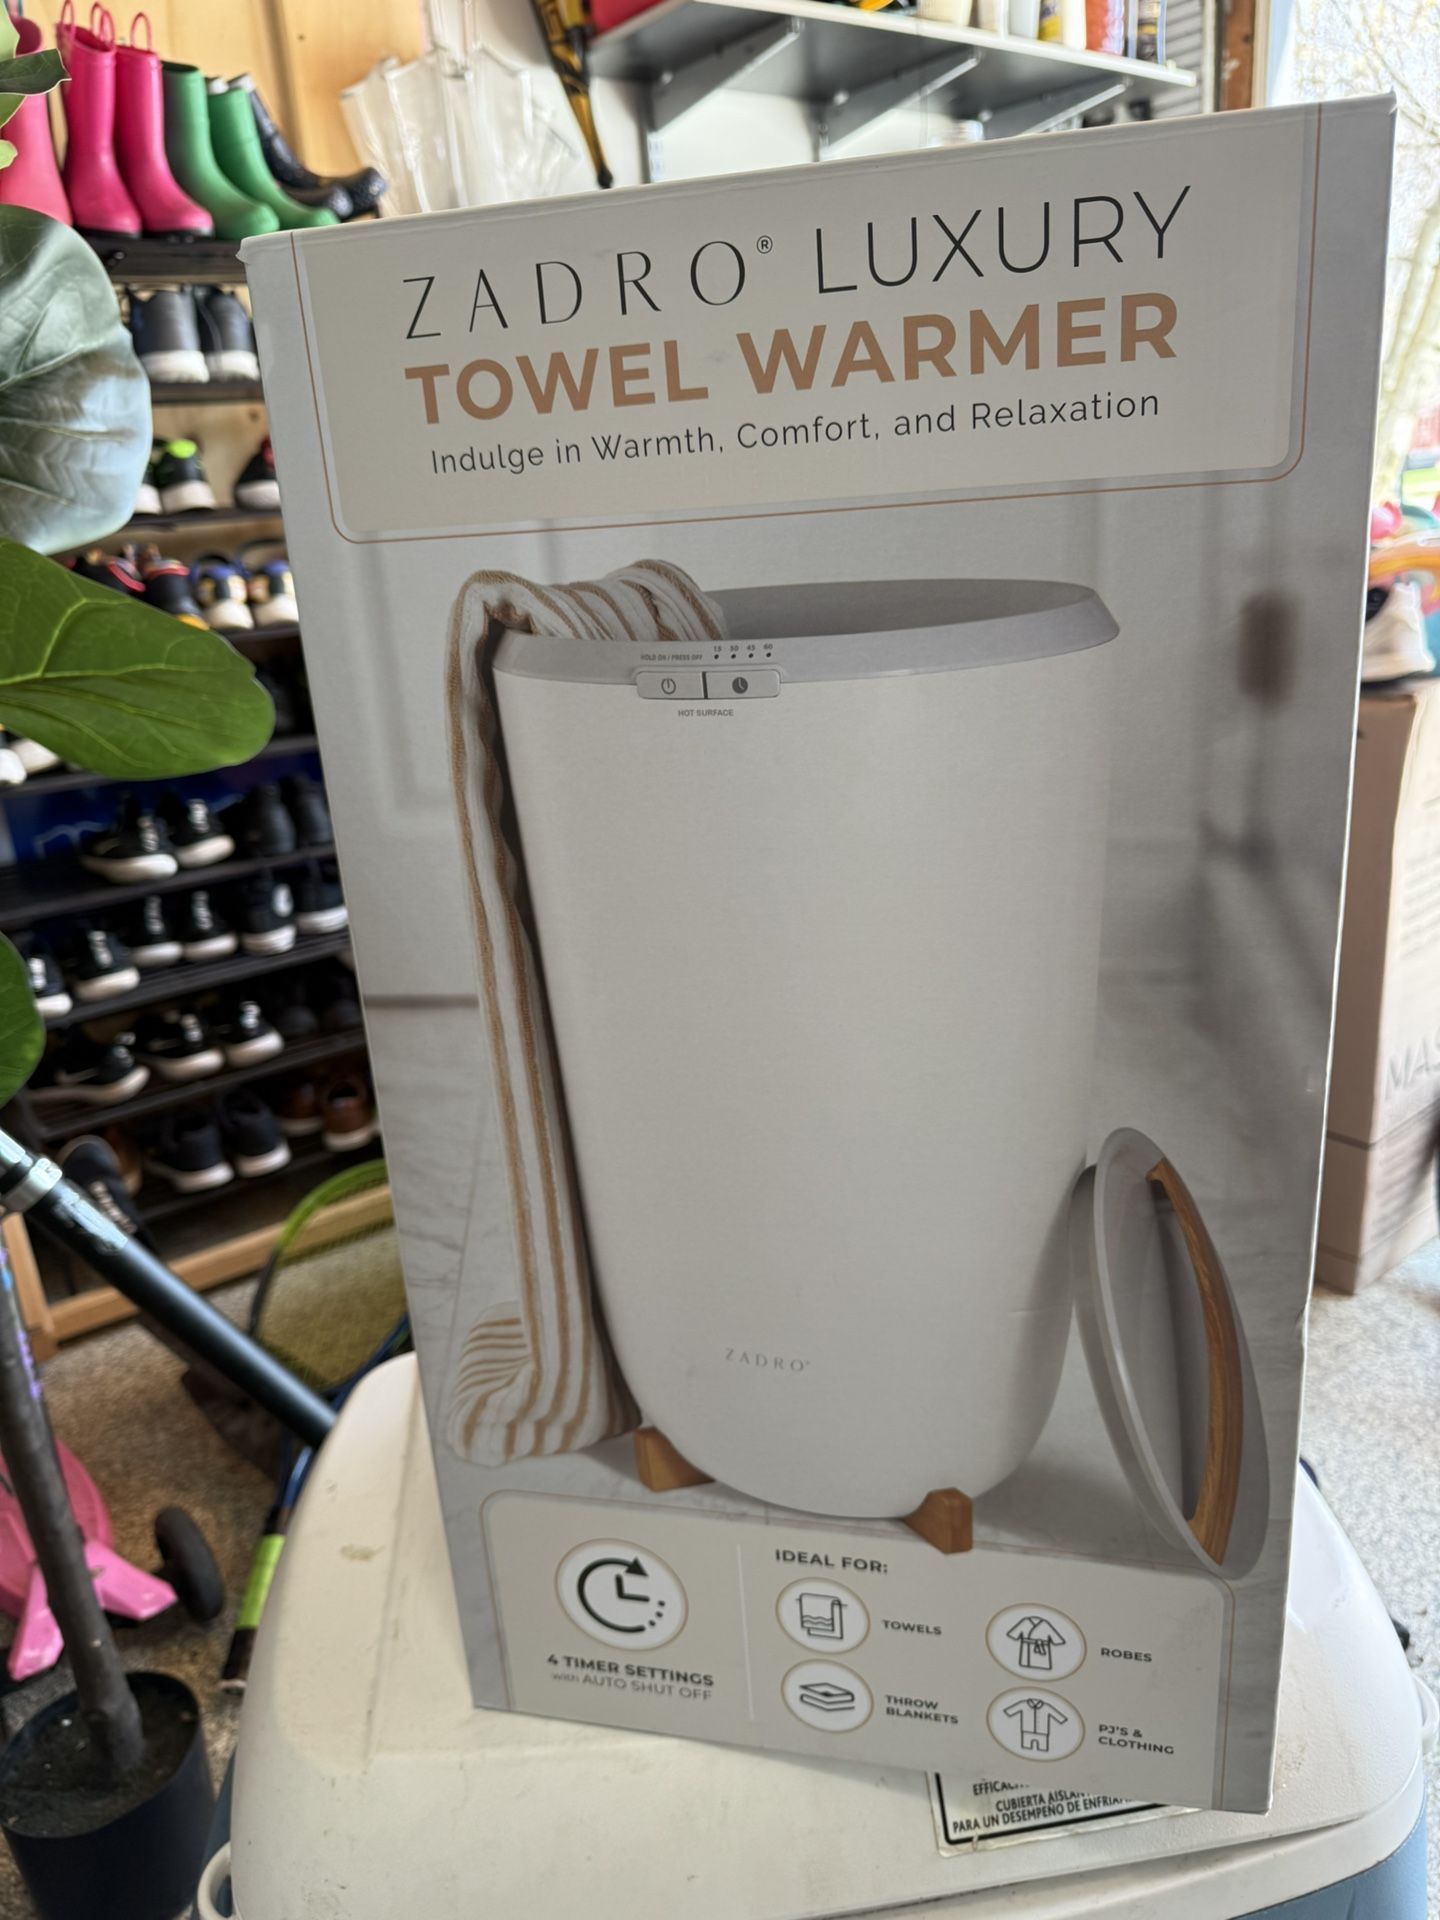 ZADRO® LUXURY
TOWEL WARMER
Indulge in Warmth, Comfort, and Relaxation
HOLD ON / PRESS OFF
15 30 45 60
HOT SURFACE
ZADRO®
4 TIMER SETTINGS
with AUTO SHUT OFF
IDEAL FOR:
TOWELS
ROBES
THROW
BLANKETS
PJ'S &
CLOTHING
CUBIERTA
PARA UN DESEMPEÑO DE